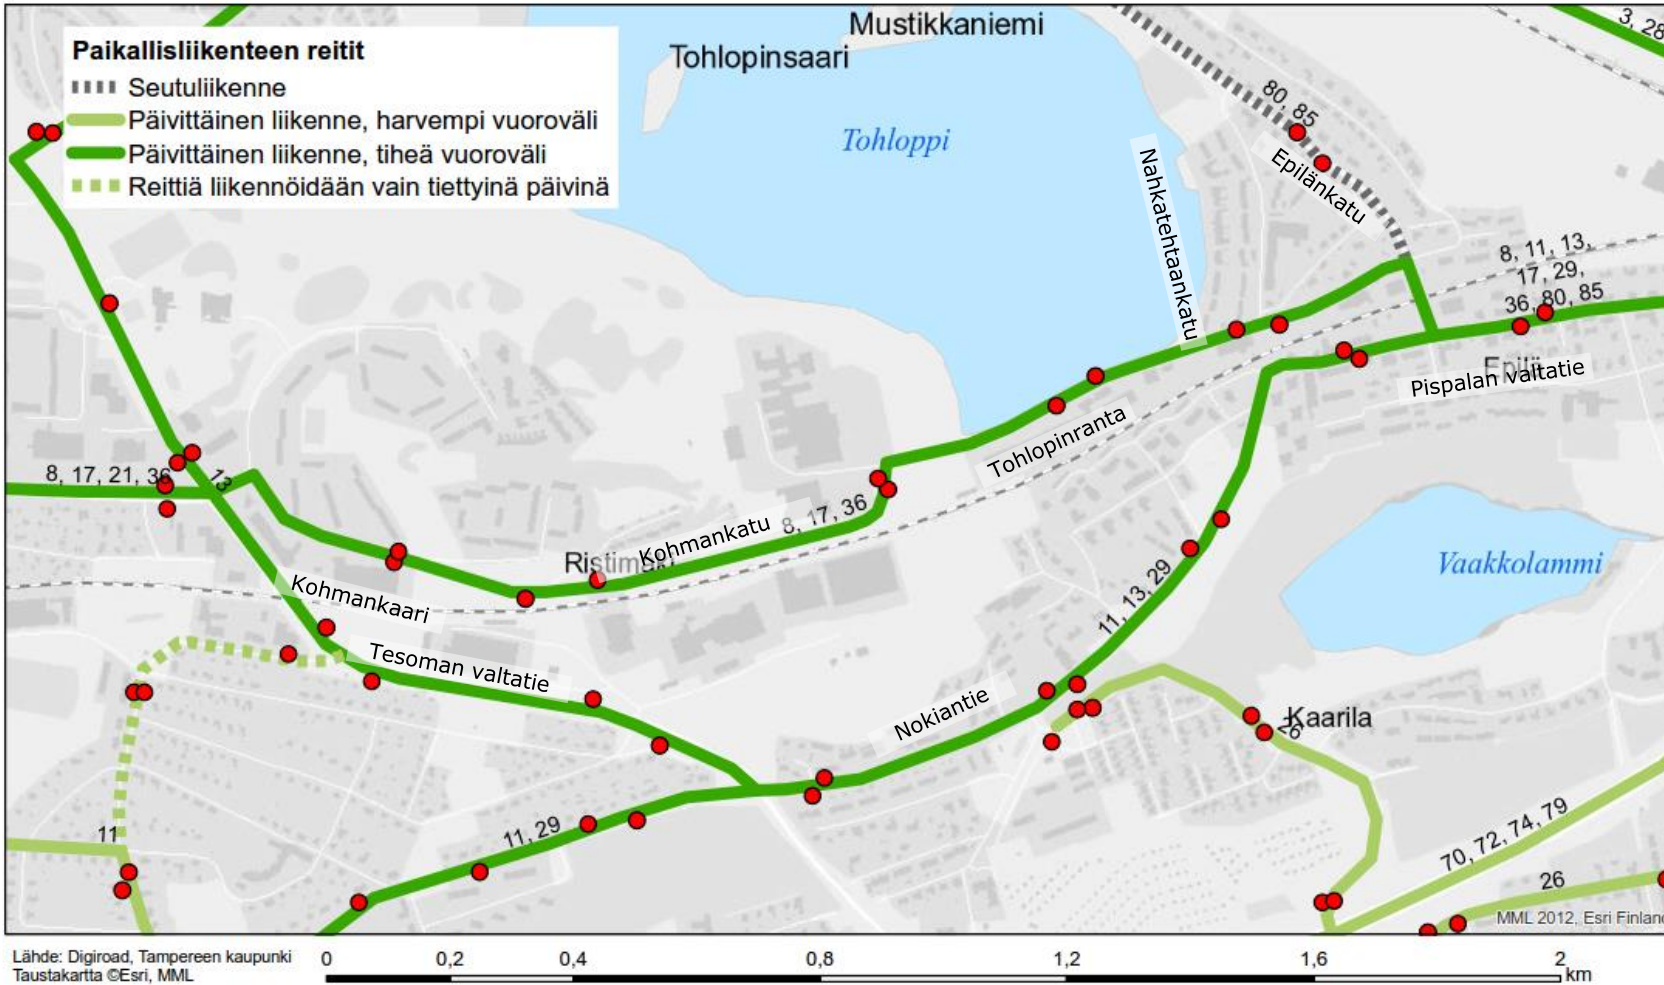 Paikallisliikenteen reitit
Seutuliikenne
Päivittäinen liikenne, harvempi vuoroväli
Päivittäinen liikenne, tiheä vuoroväli
Reittiä liikennöidään vain tiettyinä päivinä
Mustikkaniemi
Tohlopinsaari
Tohloppi
3, 28
80, 85
Epilänkatu
Nahkatehtaankatu
8, 11, 13,
17, 29,
36, 80, 85
Epilä
Pispalan valtatie
Tohlopinranta
8, 17, 21, 36
13
8, 17, 36
Kohmankatu
Ristimäki
Kohmankaari
Vaakkolammi
11, 13, 29
Tesoman valtatie
Nokiantie
Kaarila
26
11
11, 29
70, 72, 74, 79
26
MML 2012, Esri Finland
Lähde: Digiroad, Tampereen kaupunki
Taustakartta ©Esri, MML
0 0,2 0,4 0,8 1,2 1,6 2 km